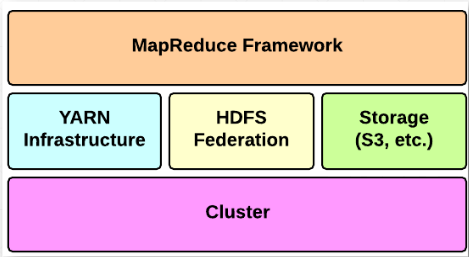 MapReduce Framework
YARN
Infrastructure
HDFS
Federation
Storage
(S3, etc.)
Cluster